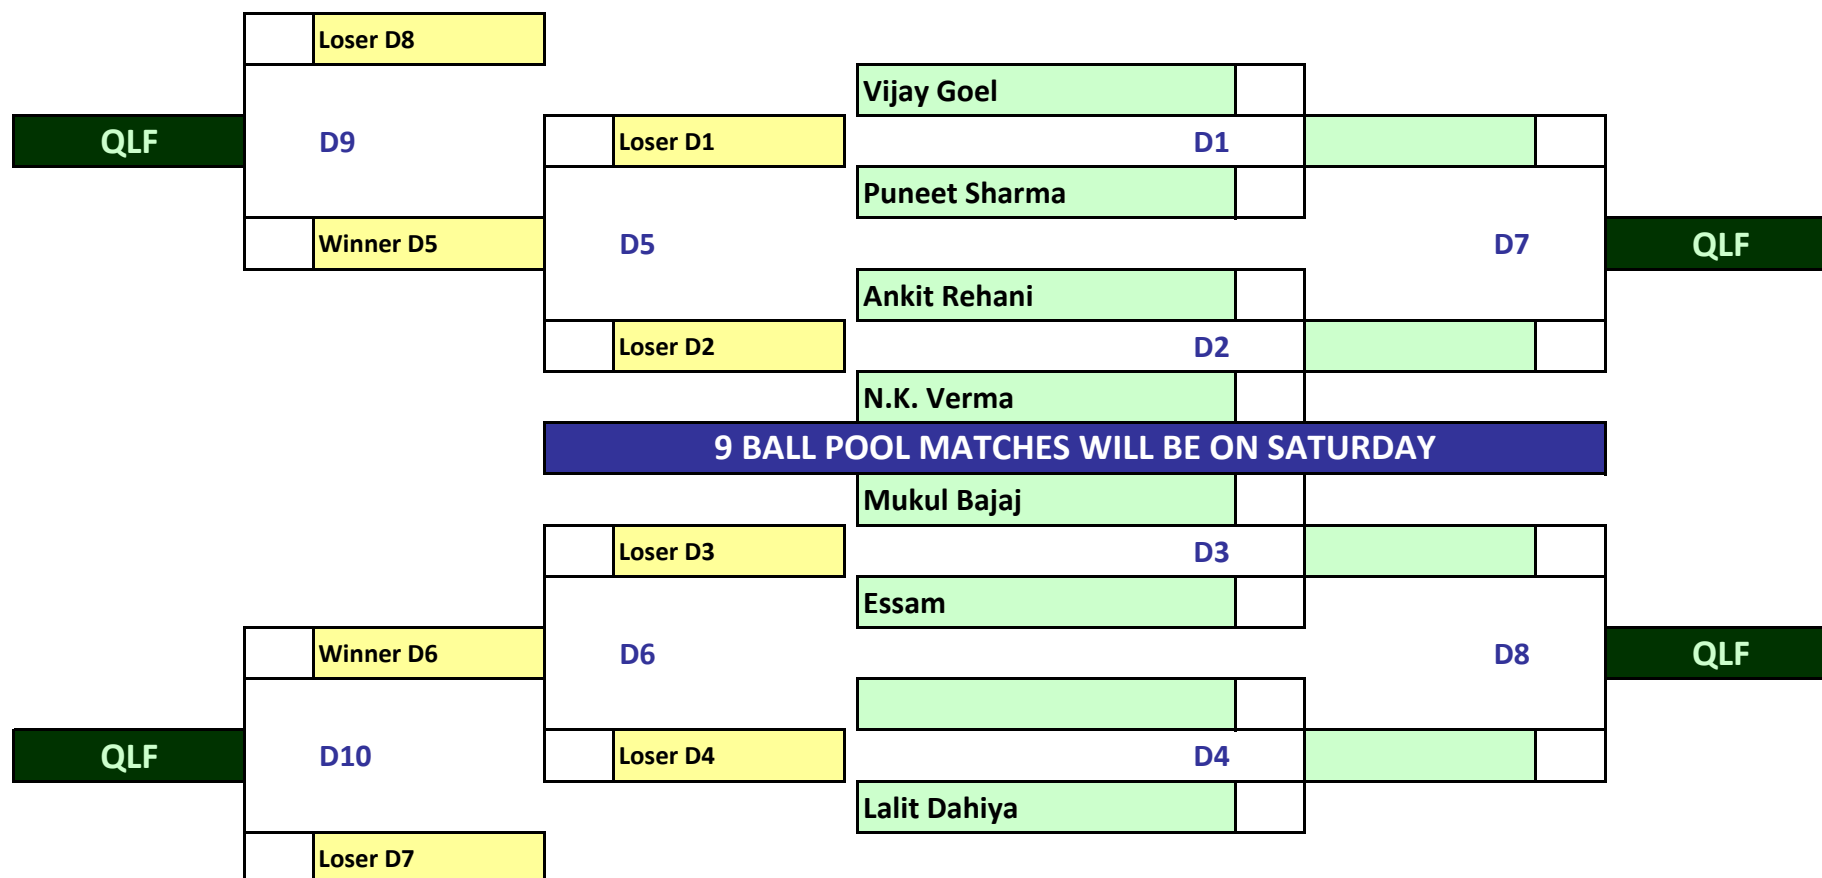 Loser D8
Vijay Goel
QLF D9 Loser D1 D1
Puneet Sharma
Winner D5 D5 D7 QLF
Ankit Rehani
Loser D2 D2
N.K. Verma
9 BALL POOL MATCHES WILL BE ON SATURDAY
Mukul Bajaj
Loser D3 D3
Essam
Winner D6 D6 D8 QLF
QLF D10 Loser D4 D4
Lalit Dahiya
Loser D7